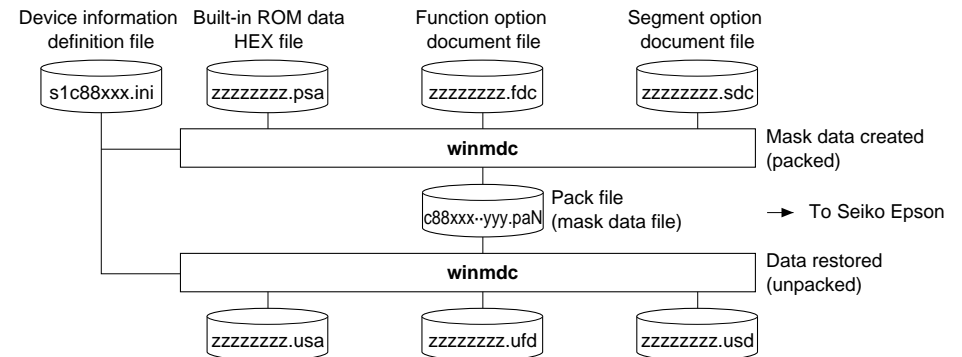 Device information
definition file
Built-in ROM data
HEX file
Function option
document file
Segment option
document file
s1c88xxx.ini
zzzzzzzz.psa
zzzzzzzz.fdc
zzzzzzzz.sdc
winmdc
Mask data created
(packed)
c88xxx··yyy.paN
Pack file
(mask data file)
→ To Seiko Epson
winmdc
Data restored
(unpacked)
zzzzzzzz.usa
zzzzzzzz.ufd
zzzzzzzz.usd